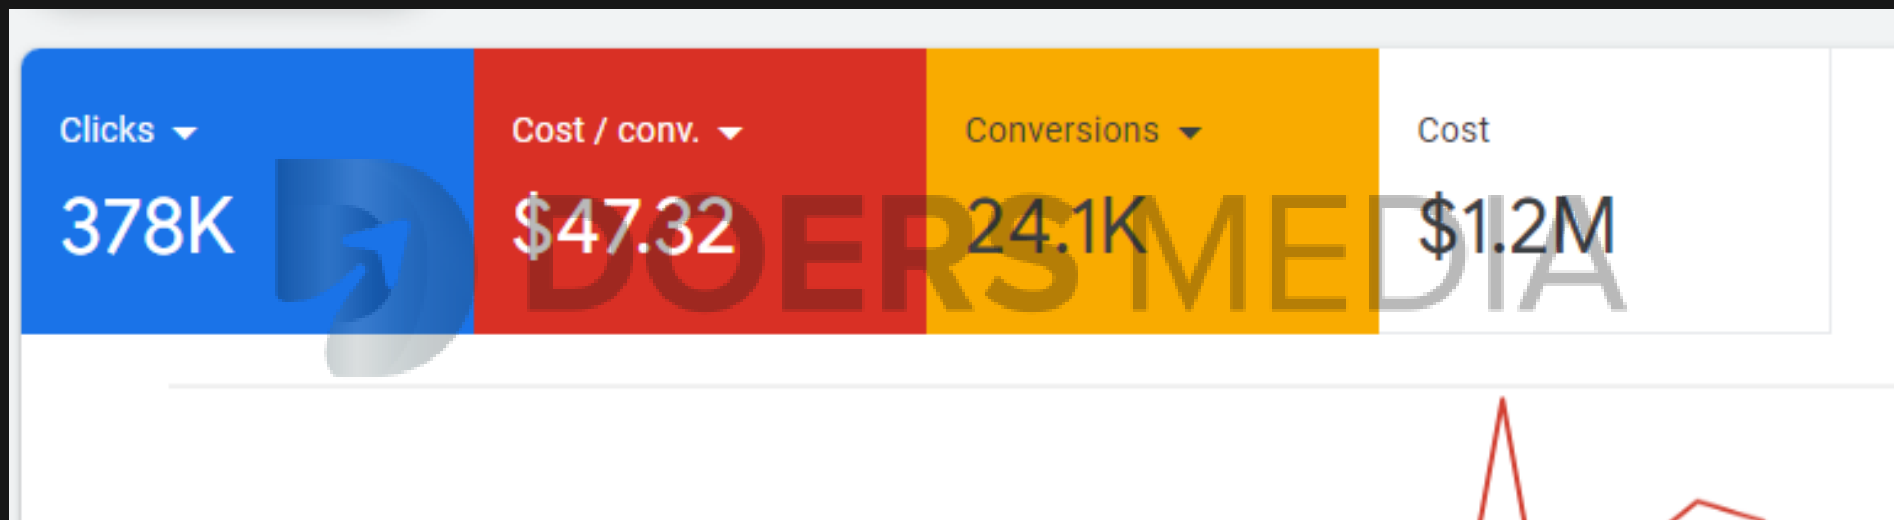 Clicks
378K
Cost / conv.
$47.32
Conversions
24.1K
Cost
$1.2M
DOERS MEDIA